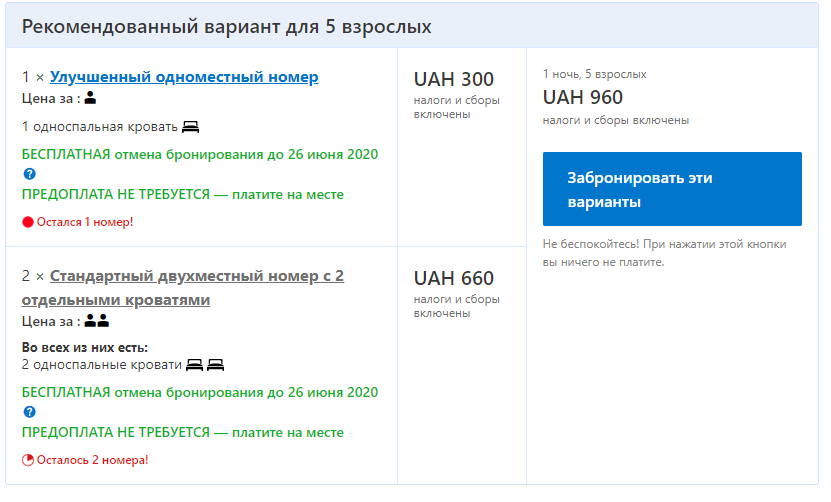 Рекомендованный вариант для 5 взрослых
1 × Улучшенный одноместный номер
Цена за :
1 односпальная кровать
БЕСПЛАТНАЯ отмена бронирования до 26 июня 2020
?
ПРЕДОПЛАТА НЕ ТРЕБУЕТСЯ — платите на месте
Остался 1 номер!
UAH 300
налоги и сборы
включены
2 × Стандартный двухместный номер с 2
отдельными кроватями
Цена за :
Во всех из них есть:
2 односпальные кровати
БЕСПЛАТНАЯ отмена бронирования до 26 июня 2020
?
ПРЕДОПЛАТА НЕ ТРЕБУЕТСЯ — платите на месте
Осталось 2 номера!
UAH 660
налоги и сборы
включены
1 ночь, 5 взрослых
UAH 960
налоги и сборы включены
Забронировать эти
варианты
Не беспокойтесь! При нажатии этой кнопки
вы ничего не платите.